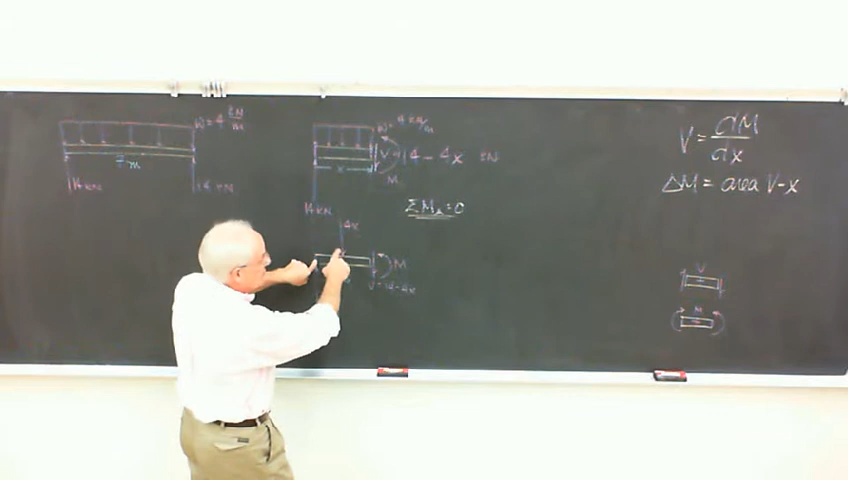 w = 4 kN/m
7 m
14 kN
14 kN
w = 4 kN/m
V = 14 - 4x kN
x
M
14 kN
ΣM_A = 0
4x
M
V = 14 - 4x
V = dM/dx
ΔM = area V-x
V
M